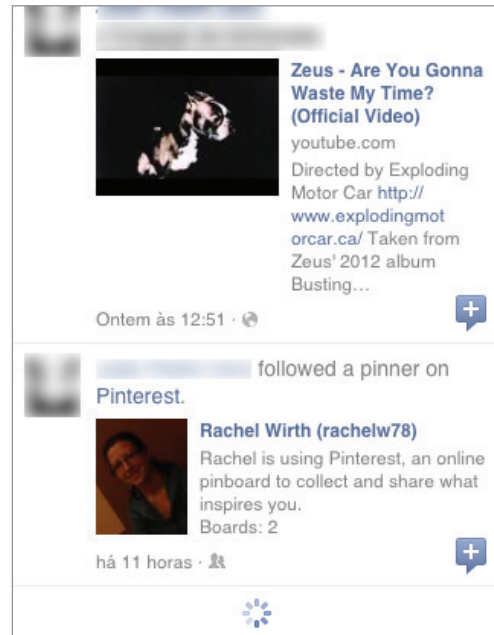 Zeus - Are You Gonna
Waste My Time?
(Official Video)
youtube.com
Directed by Exploding
Motor Car http://
www.explodingmot
orcar.ca/ Taken from
Zeus' 2012 album
Busting...
Ontem às 12:51 ·
followed a pinner on
Pinterest.
Rachel Wirth (rachelw78)
Rachel is using Pinterest, an online
pinboard to collect and share what
inspires you.
Boards: 2
há 11 horas ·